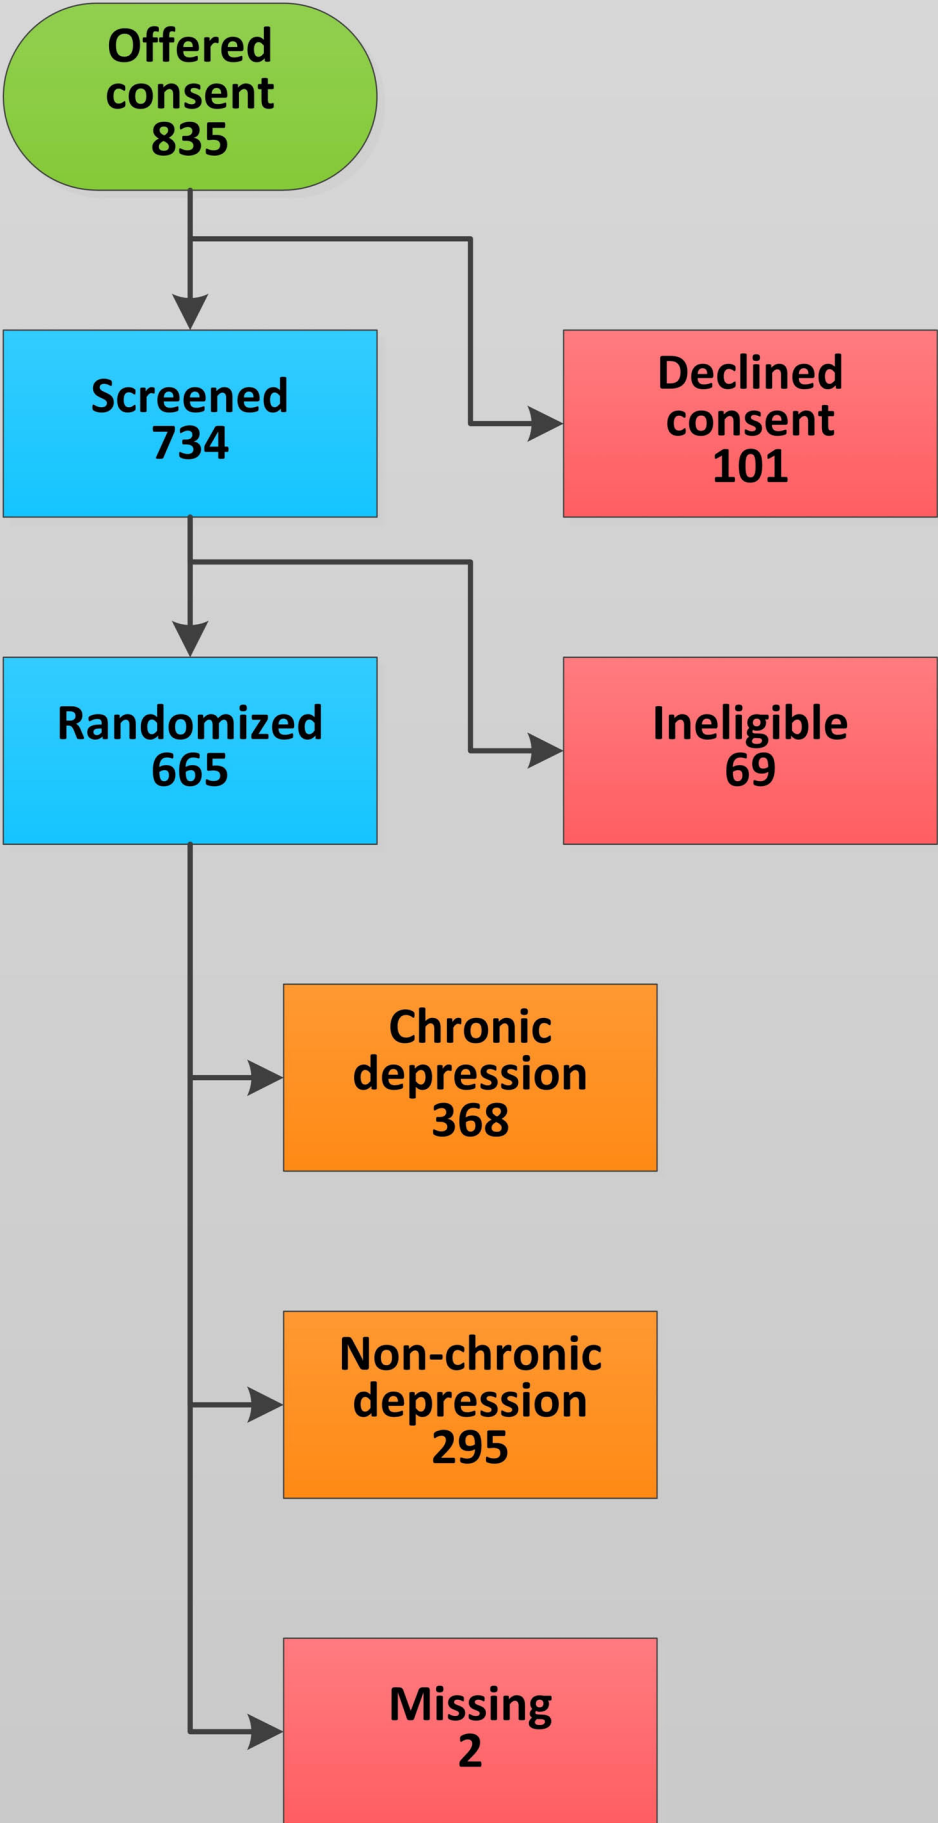 Offered
consent
835
Screened
734
Declined
consent
101
Randomized
665
Ineligible
69
Chronic
depression
368
Non-chronic
depression
295
Missing
2